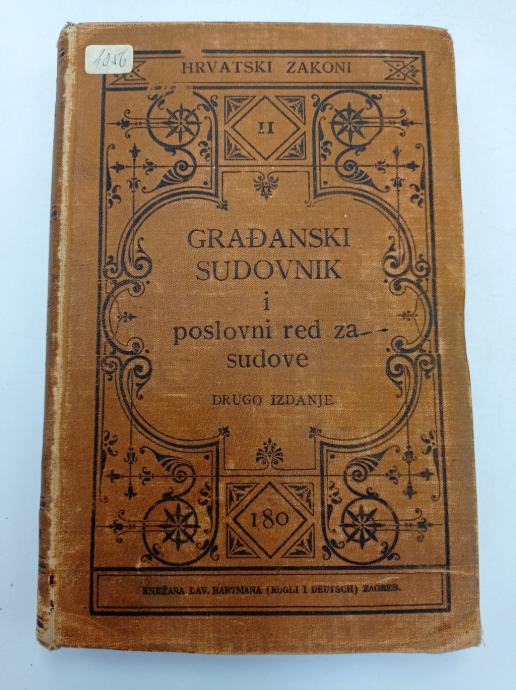 1056
HRVATSKI ZAKONI
II
GRAĐANSKI
SUDOVNIK
i
poslovni red za
sudove
DRUGO IZDANJE
180
KNJIŽARA LAV. HARTMANA (KUGLI I DEUTSCH) ZAGREB.